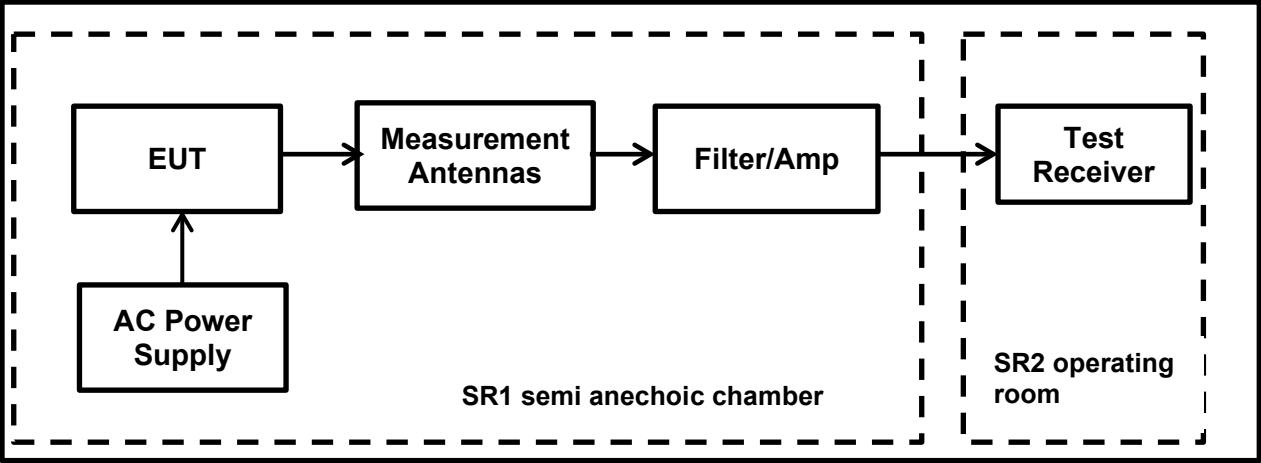 EUT
Measurement
Antennas
Filter/Amp
Test
Receiver
AC Power
Supply
SR1 semi anechoic chamber
SR2 operating
room